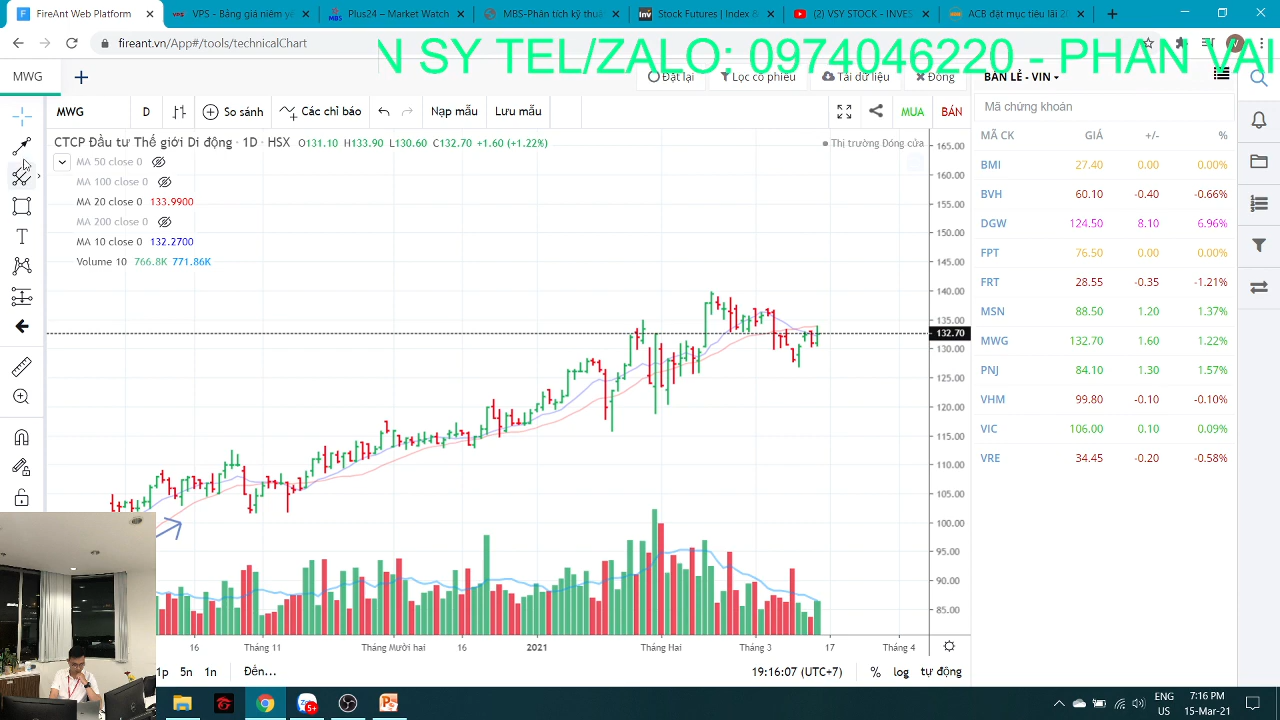 VPS - Bảng giá niêm yế
Plus24 – Market Watch
MBS-Phân tích kỹ thuậ
Stock Futures | Index
(2) VSY STOCK - INVES
ACB đặt mục tiêu lãi 20
fireant.vn/App#/tools/technicalChart
N SY TEL/ZALO; 0974046220 - PHAN VAI
MWG
Đặt lại
Lọc cổ phiếu
Tải dữ liệu
Đóng
BÁN LẺ - VIN
MWG D So sánh Các chỉ báo Nạp mẫu Lưu mẫu MUA BÁN
Mã chứng khoán
CTCP Đầu tư Thế giới Di động · 1D · HSX O131.10 H133.90 L130.60 C132.70 +1.60 (+1.22%)
Thị trường Đóng cửa
MA 50 close 0
MA 100 close 0
MA 20 close 0 133.9900
MA 200 close 0
MA 10 close 0 132.2700
Volume 10 766.8K 771.86K
165.00
160.00
155.00
150.00
145.00
140.00
135.00
132.70
130.00
125.00
120.00
115.00
110.00
105.00
100.00
95.00
90.00
85.00
MÃ CK GIÁ +/- %
BMI 27.40 0.00 0.00%
BVH 60.10 -0.40 -0.66%
DGW 124.50 8.10 6.96%
FPT 76.50 0.00 0.00%
FRT 28.55 -0.35 -1.21%
MSN 88.50 1.20 1.37%
MWG 132.70 1.60 1.22%
PNJ 84.10 1.30 1.57%
VHM 99.80 -0.10 -0.10%
VIC 106.00 0.10 0.09%
VRE 34.45 -0.20 -0.58%
16 Tháng 11 Tháng Mười hai 16 2021 Tháng Hai Tháng 3 17 Tháng 4
1p 5n 1n Đến... 19:16:07 (UTC+7) % log tự động
ENG
US
7:16 PM
15-Mar-21